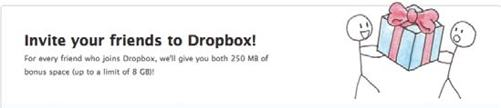 Invite your friends to Dropbox!
For every friend who joins Dropbox, we'll give you both 250 MB of
bonus space (up to a limit of 8 GB)!